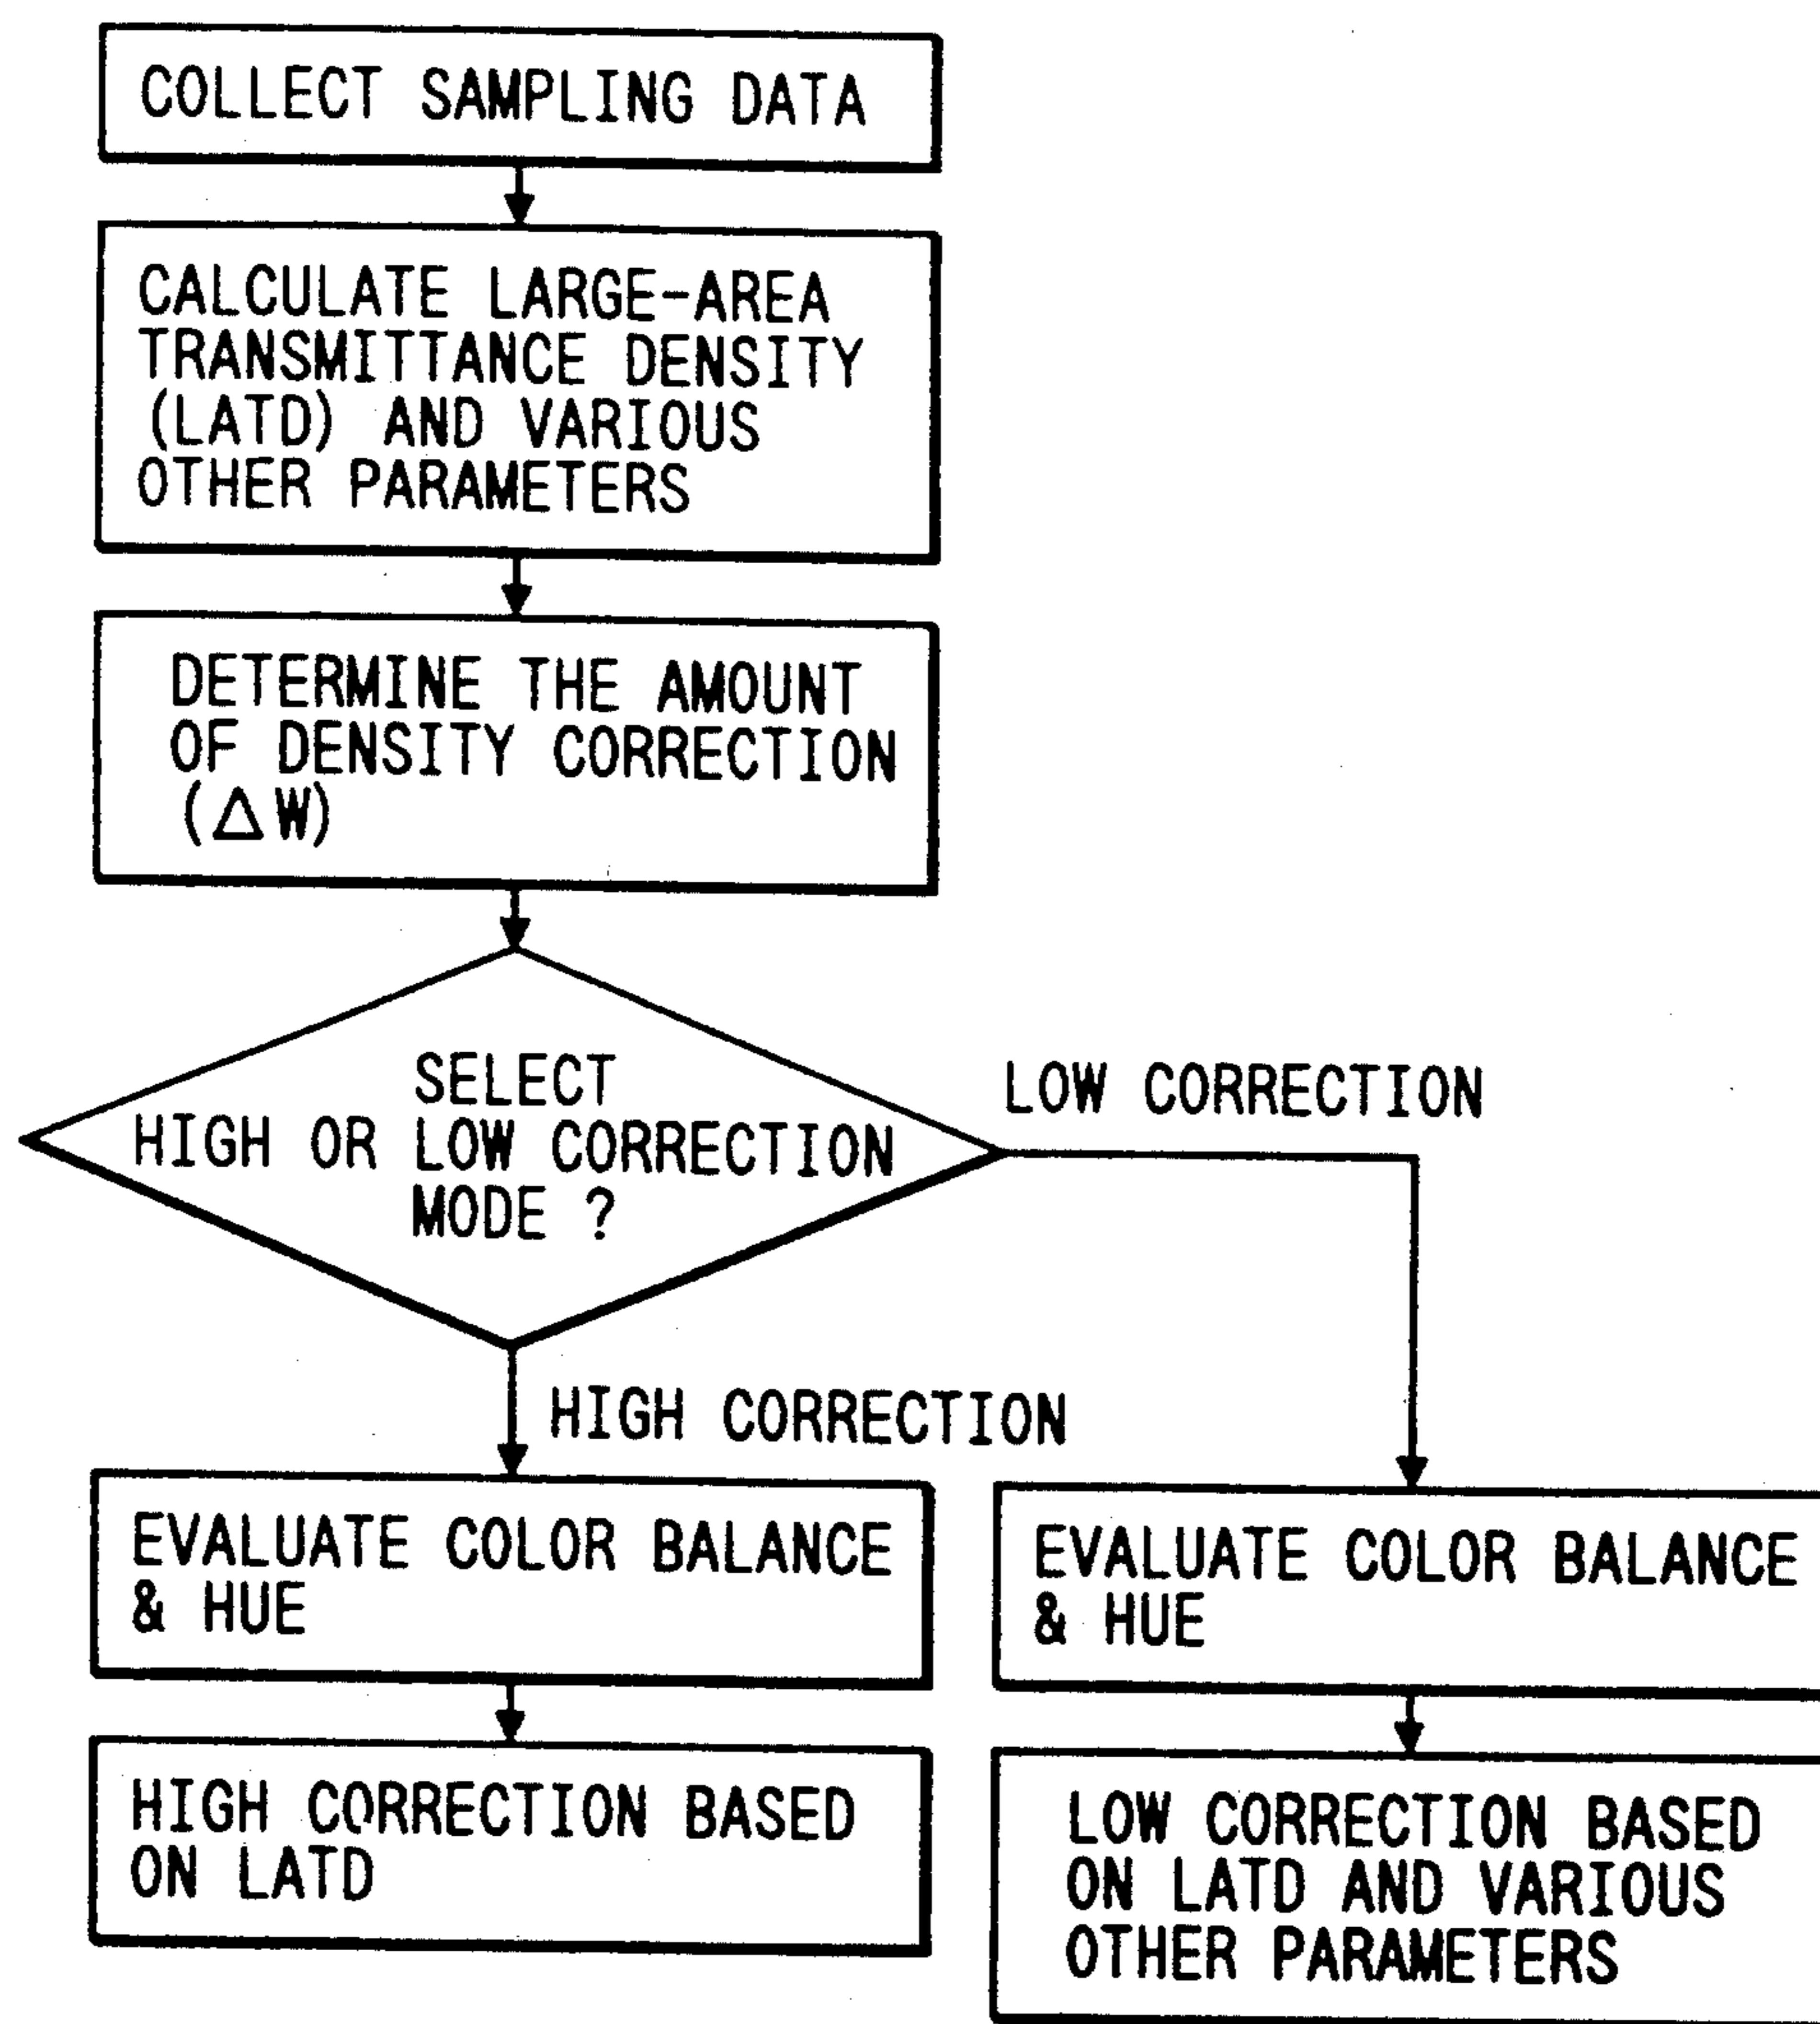 COLLECT SAMPLING DATA
CALCULATE LARGE-AREA
TRANSMITTANCE DENSITY
(LATD) AND VARIOUS
OTHER PARAMETERS
DETERMINE THE AMOUNT
OF DENSITY CORRECTION
(△W)
SELECT
HIGH OR LOW CORRECTION
MODE ?
LOW CORRECTION
HIGH CORRECTION
EVALUATE COLOR BALANCE
& HUE
EVALUATE COLOR BALANCE
& HUE
HIGH CORRECTION BASED
ON LATD
LOW CORRECTION BASED
ON LATD AND VARIOUS
OTHER PARAMETERS